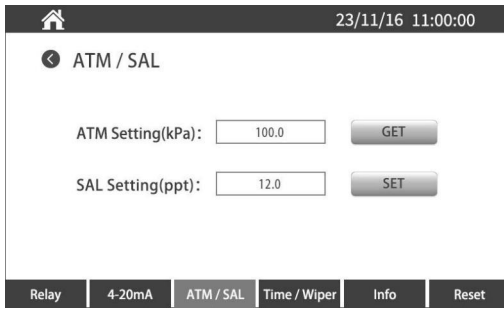 23/11/16 11:00:00
ATM / SAL
ATM Setting(kPa): 100.0 GET
SAL Setting(ppt): 12.0 SET
Relay 4-20mA ATM / SAL Time / Wiper Info Reset